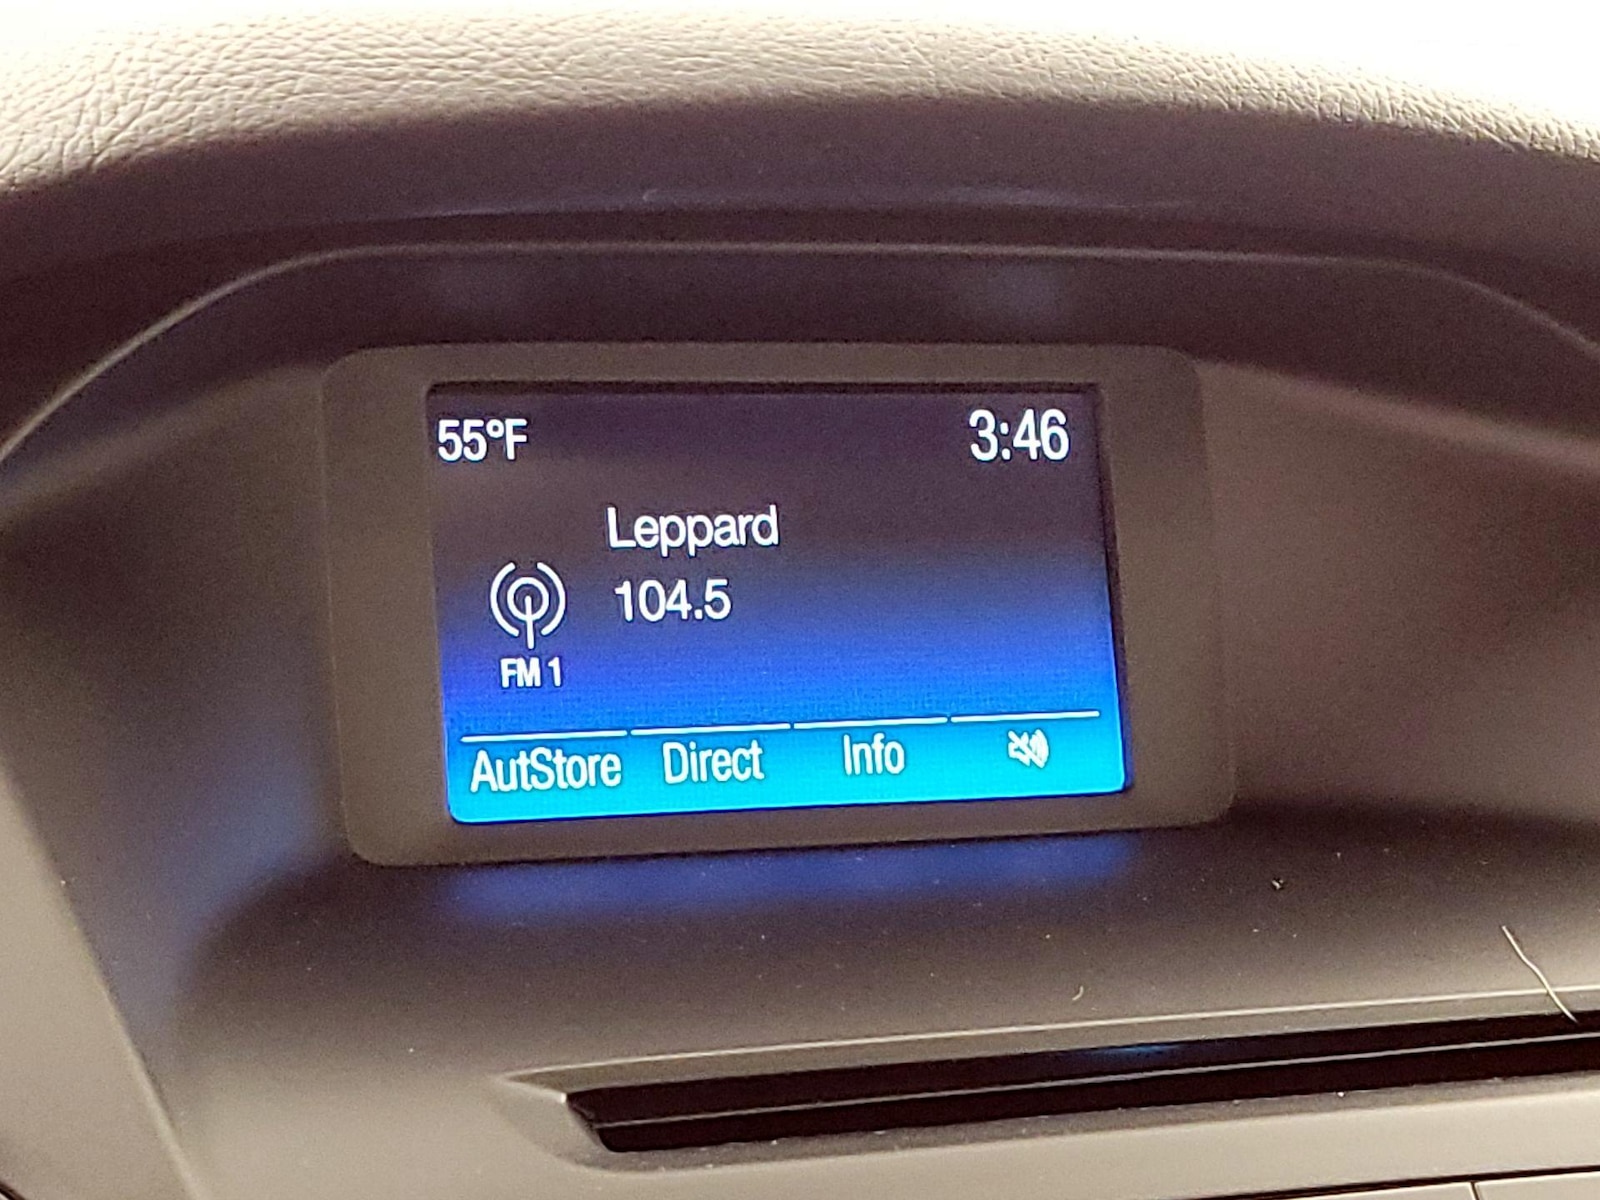 55°F 3:46
Leppard
104.5
FM 1
AutStore Direct Info